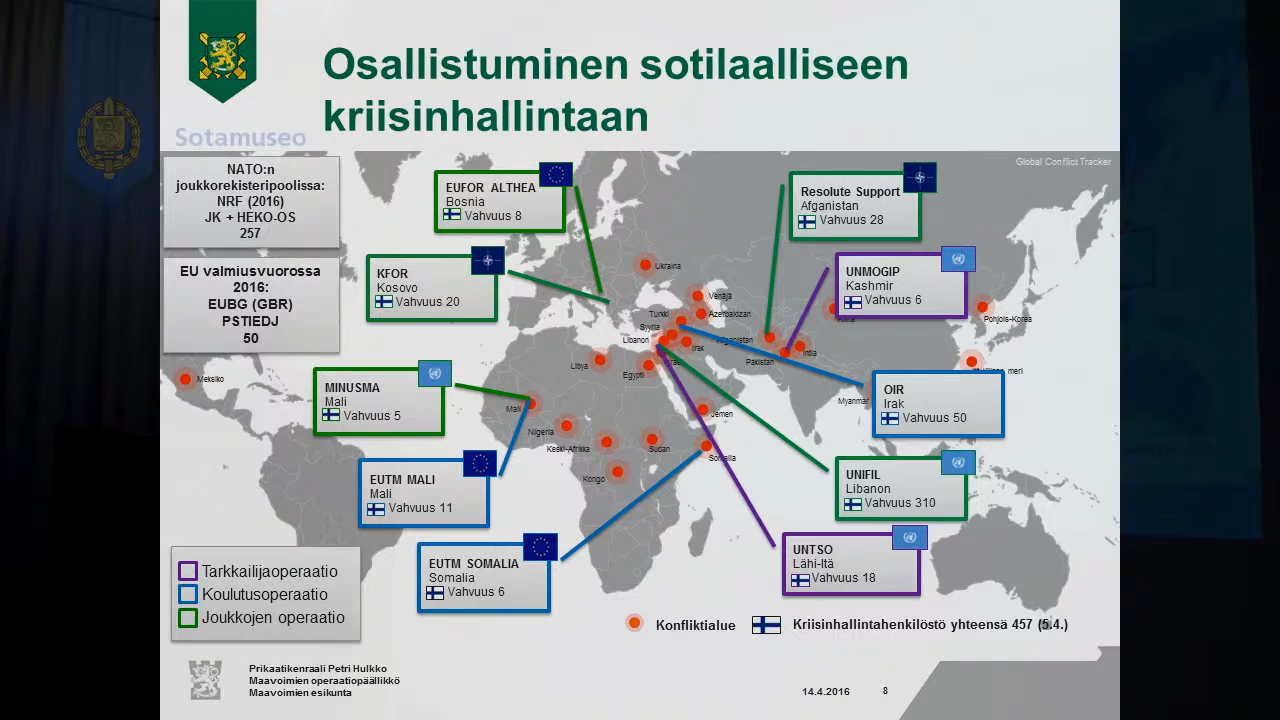 Osallistuminen sotilaalliseen
kriisinhallintaan
Sotamuseo
Global Conflict Tracker
NATO:n
joukkorekisteripoolissa:
NRF (2016)
JK + HEKO-OS
257
EU valmiusvuorossa
2016:
EUBG (GBR)
PSTIEDJ
50
EUFOR ALTHEA
Bosnia
Vahvuus 8
KFOR
Kosovo
Vahvuus 20
Resolute Support
Afganistan
Vahvuus 28
UNMOGIP
Kashmir
Vahvuus 6
Ukraina
Venäjä
Turkki
Azerbaidzan
Syyria
Libanon
Irak
Pakistan
Intia
Pohjois-Korea
Libya
Egypti
meri
Meksiko
MINUSMA
Mali
Vahvuus 5
Mali
Nigeria
Keski-Afrikka
Sudan
Jemen
Somalia
Kongo
Myanmar
OIR
Irak
Vahvuus 50
EUTM MALI
Mali
Vahvuus 11
UNIFIL
Libanon
Vahvuus 310
EUTM SOMALIA
Somalia
Vahvuus 6
UNTSO
Lähi-Itä
Vahvuus 18
Tarkkailijaoperaatio
Koulutusoperaatio
Joukkojen operaatio
Konfliktialue
Kriisinhallintahenkilöstö yhteensä 457 (5.4.)
Prikaatikenraali Petri Hulkko
Maavoimien operaatiopäällikkö
Maavoimien esikunta
14.4.2016
8